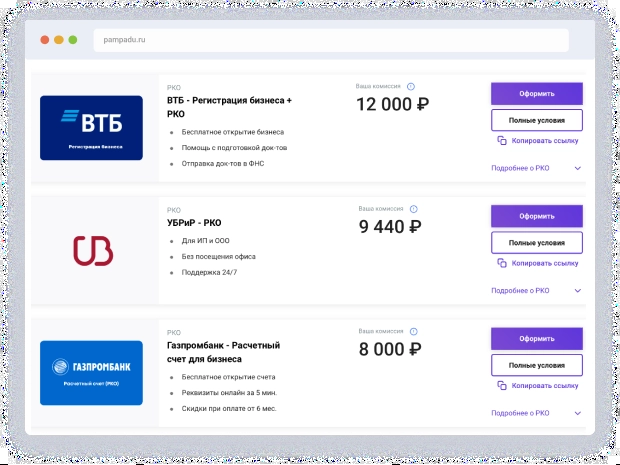 pampadu.ru
ВТБ
Регистрация бизнеса
РКО
ВТБ - Регистрация бизнеса +
РКО
Бесплатное открытие бизнеса
Помощь с подготовкой док-тов
Отправка док-тов в ФНС
Ваша комиссия
12 000 ₽
Оформить
Полные условия
Копировать ссылку
Подробнее о РКО
UB
РКО
УБРиР - РКО
Для ИП и ООО
Без посещения офиса
Поддержка 24/7
Ваша комиссия
9 440 ₽
Оформить
Полные условия
Копировать ссылку
Подробнее о РКО
ГАЗПРОМБАНК
Расчетный счет (РКО)
РКО
Газпромбанк - Расчетный
счет для бизнеса
Бесплатное открытие счета
Реквизиты онлайн за 5 мин.
Скидки при оплате от 6 мес.
Ваша комиссия
8 000 ₽
Оформить
Полные условия
Копировать ссылку
Подробнее о РКО